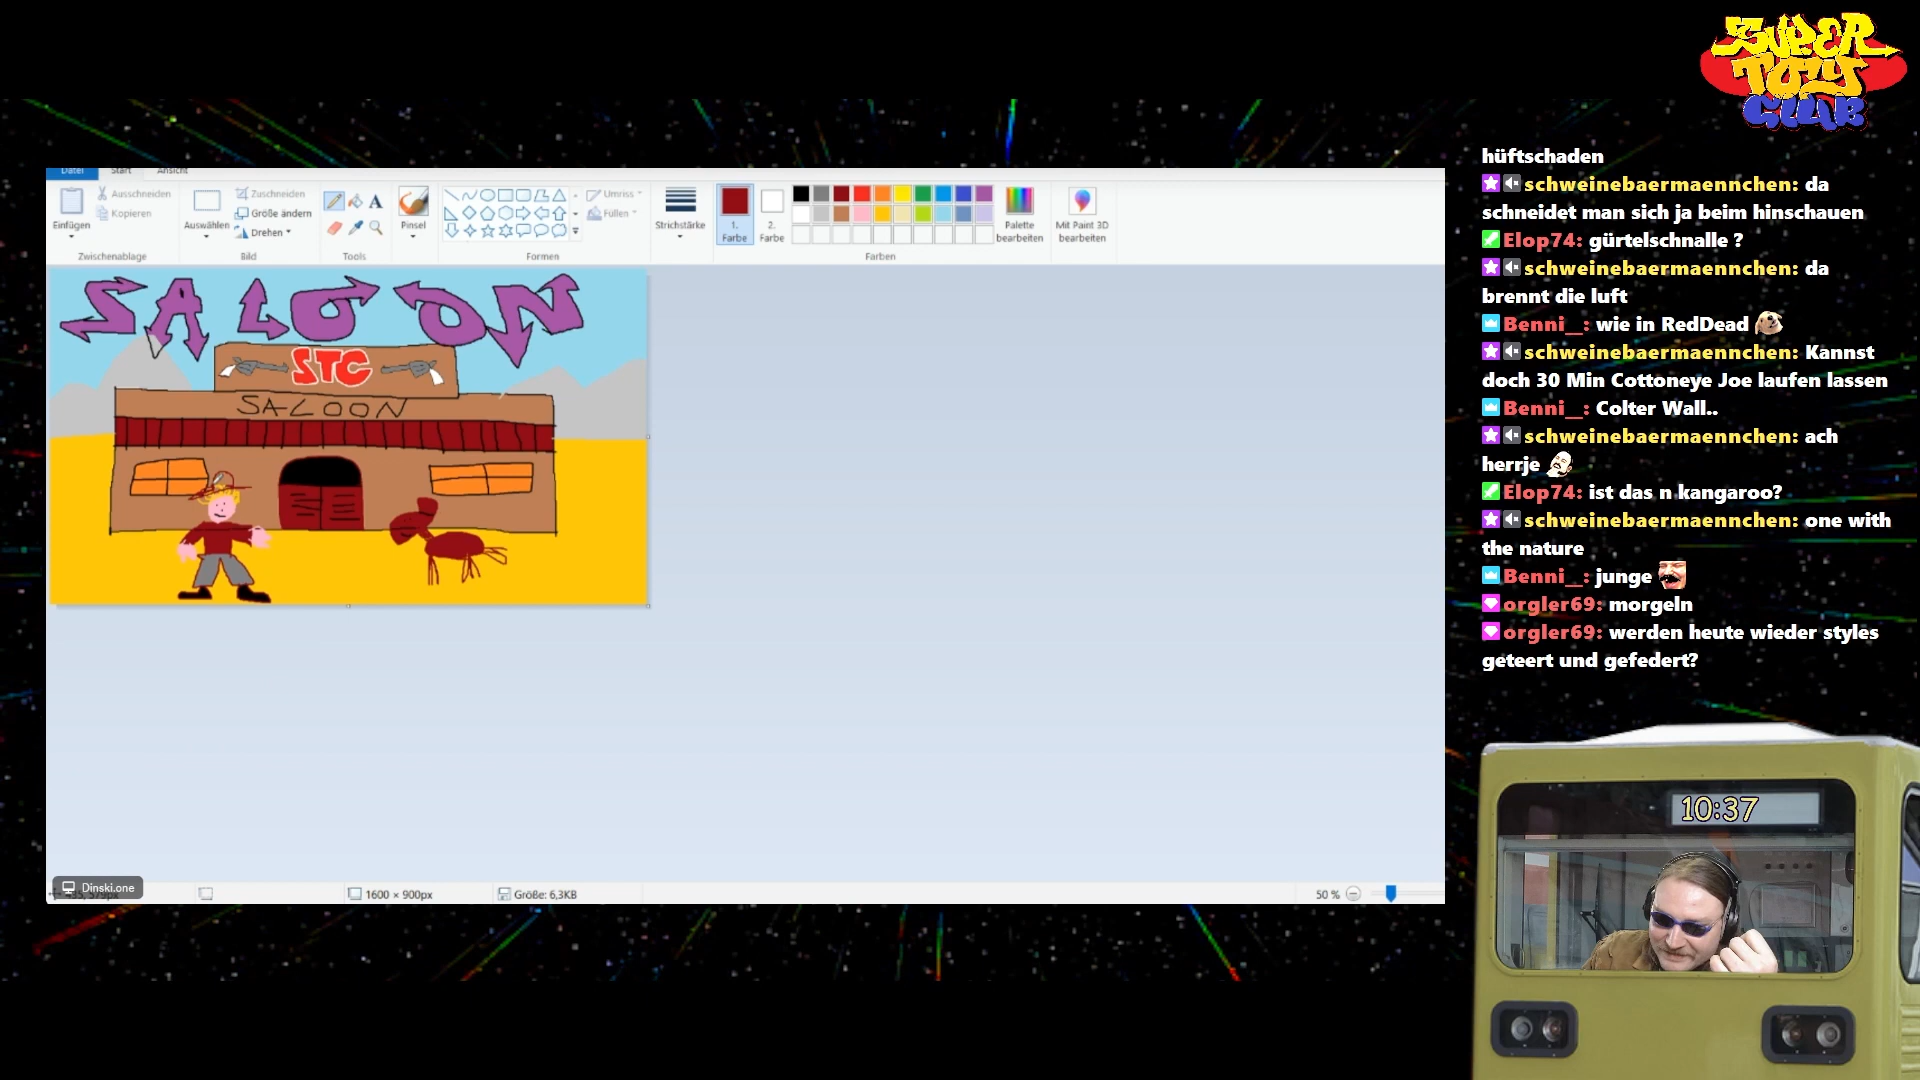 SUPER
TOY
CLUB
Datei Start Ansicht
Einfügen
Ausschneiden
Kopieren
Zwischenablage
Auswählen
Zuschneiden
Größe ändern
Drehen
Bild
Tools
Pinsel
Formen
Umriss
Füllen
Strichstärke
1. Farbe
2. Farbe
Farben
Palette bearbeiten
Mit Paint 3D bearbeiten
SALOON
STC
SALOON
Dinski.one
1600 × 900px
Größe: 6,3KB
50 %
hüftschaden
schweinebaermaennchen: da
schneidet man sich ja beim hinschauen
Elop74: gürtelschnalle ?
schweinebaermaennchen: da
brennt die luft
Benni__: wie in RedDead
schweinebaermaennchen: Kannst
doch 30 Min Cottoneye Joe laufen lassen
Benni__: Colter Wall..
schweinebaermaennchen: ach
herrje
Elop74: ist das n kangaroo?
schweinebaermaennchen: one with
the nature
Benni__: junge
orgler69: morgeln
orgler69: werden heute wieder styles
geteert und gefedert?
10:37